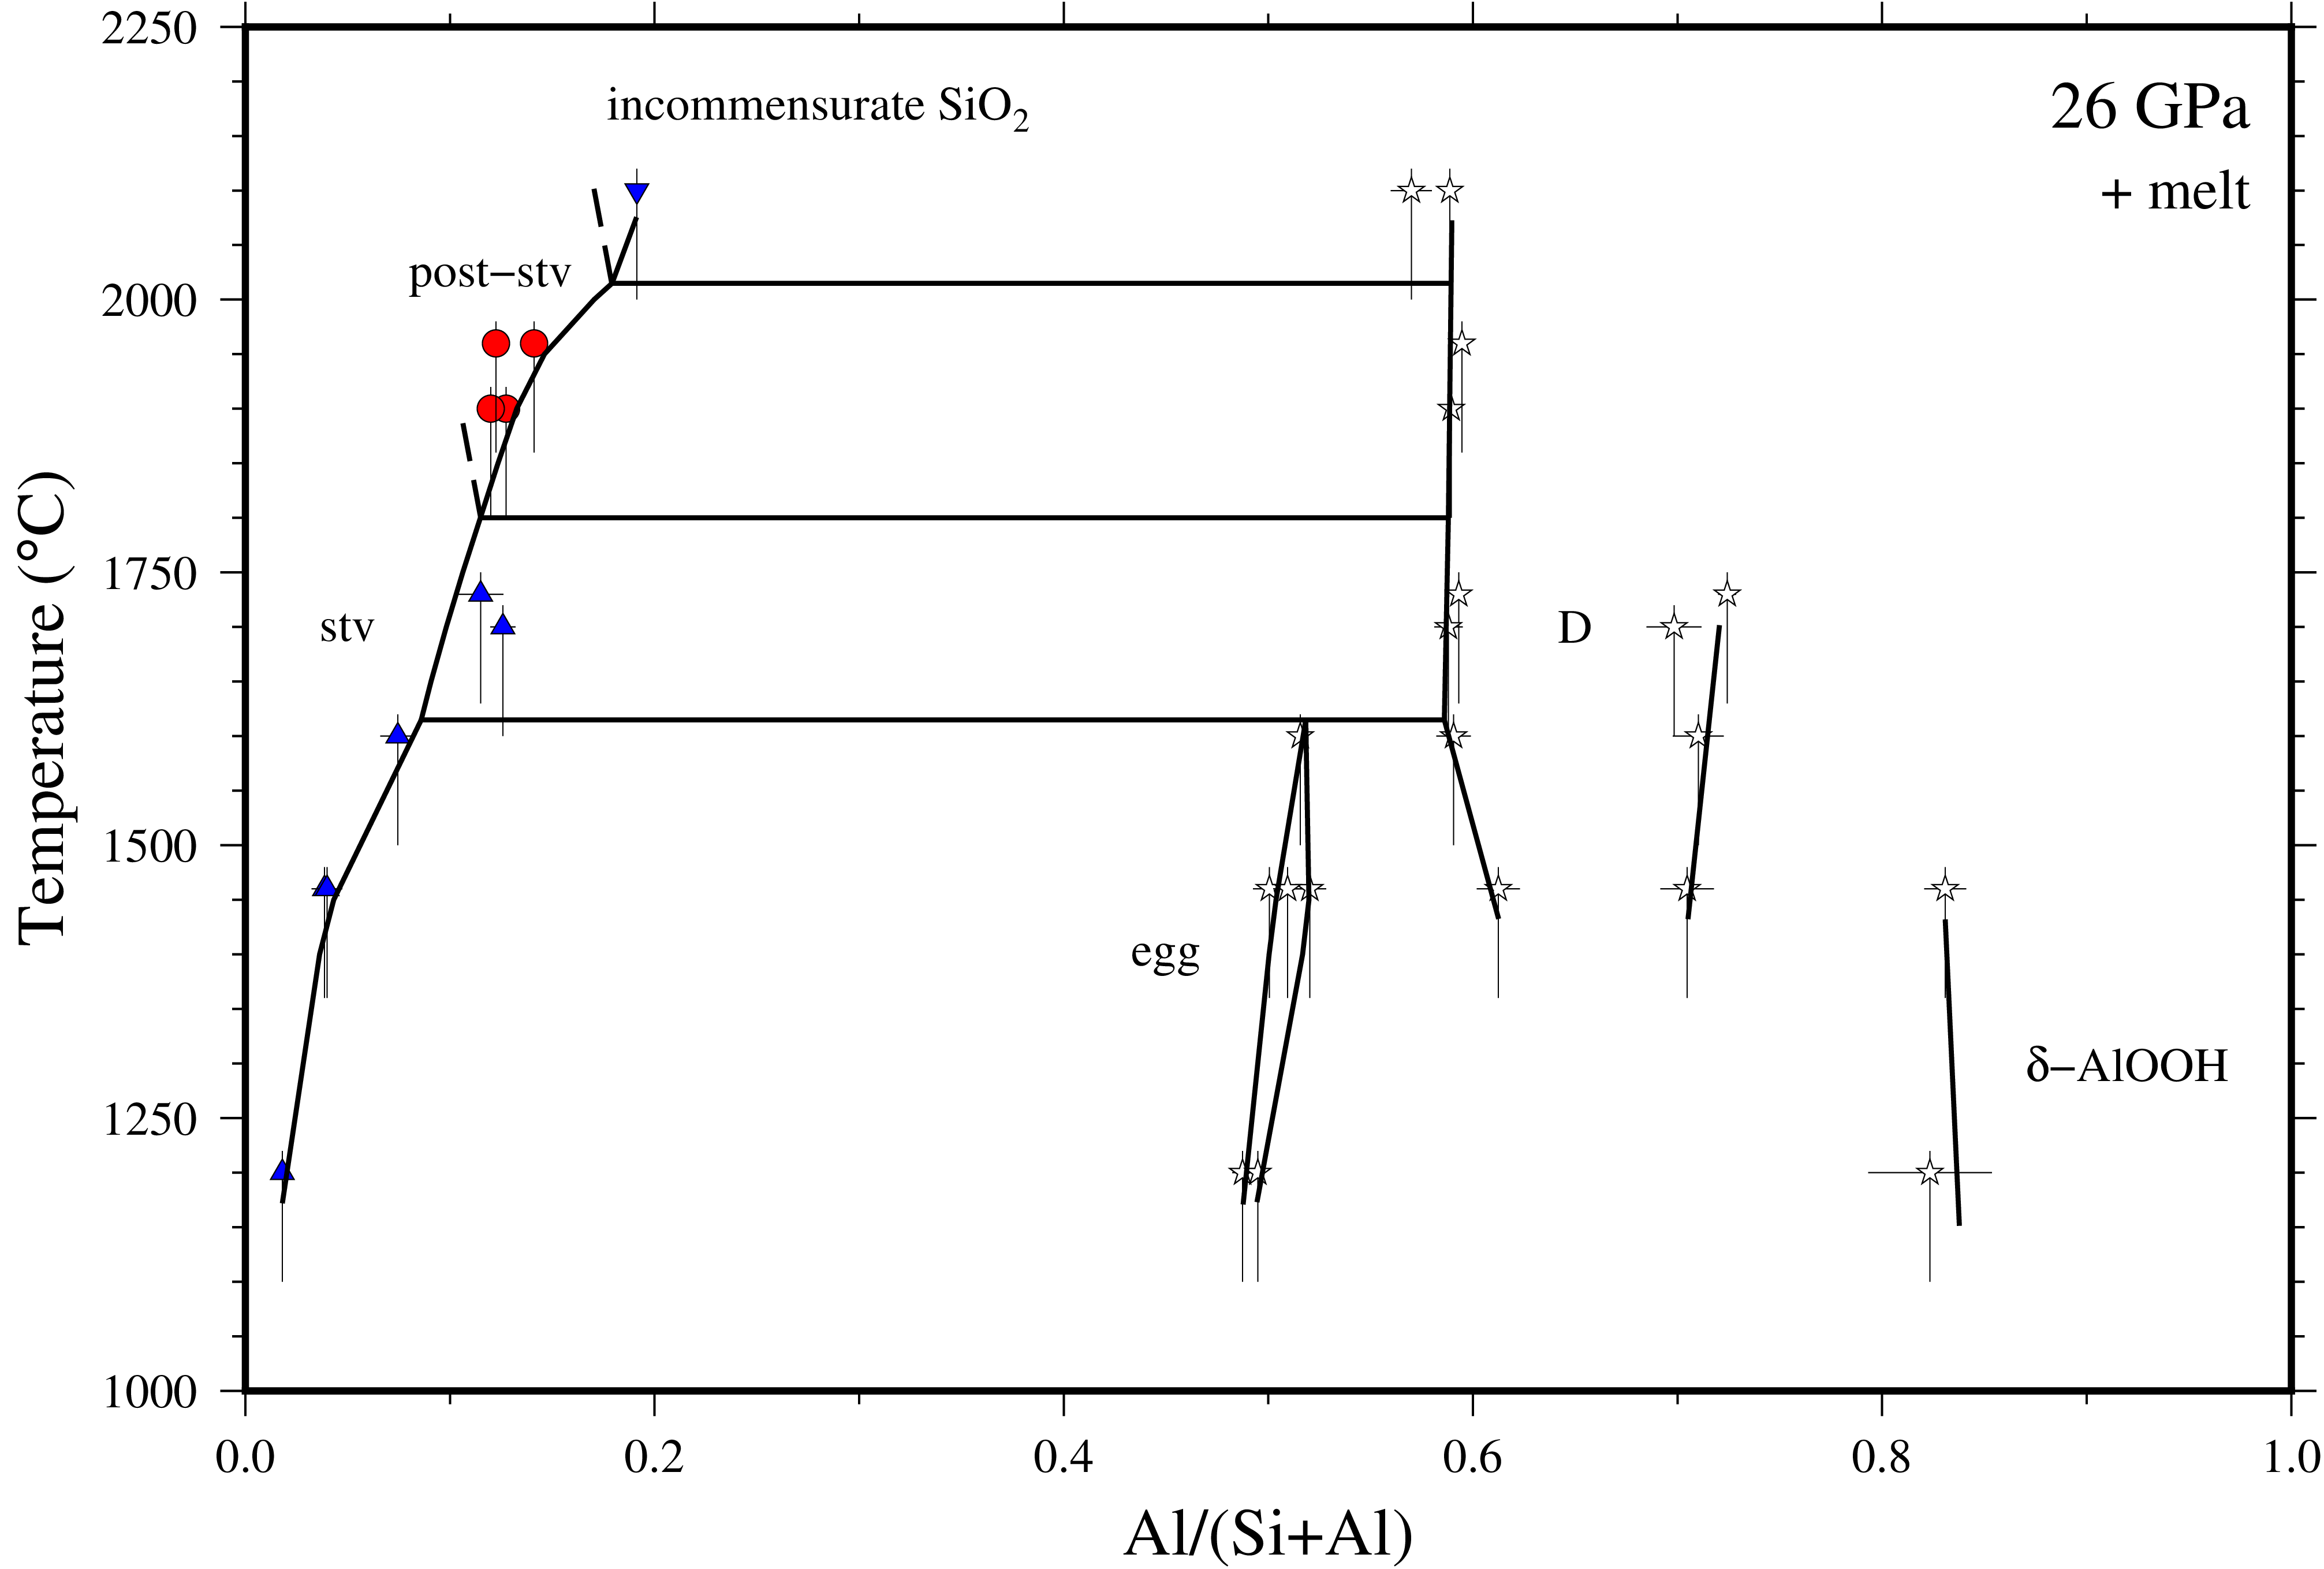 2250
2000
1750
1500
1250
1000
Temperature (°C)
incommensurate SiO₂
26 GPa
+ melt
post–stv
stv
D
egg
δ–AlOOH
0.0 0.2 0.4 0.6 0.8 1.0
Al/(Si+Al)